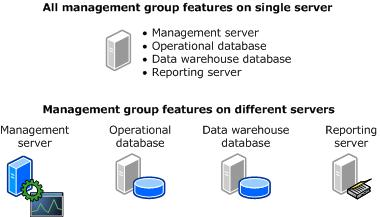 All management group features on single server
• Management server
• Operational database
• Data warehouse database
• Reporting server
Management group features on different servers
Management
server
Operational
database
Data warehouse
database
Reporting
server